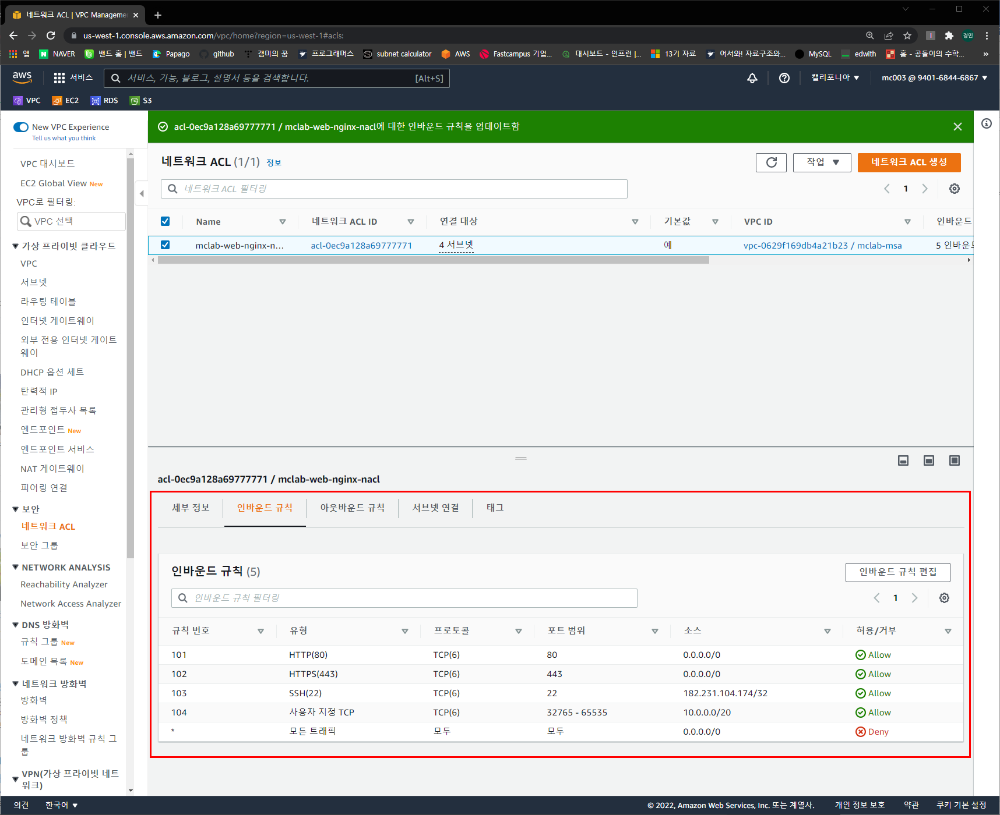 네트워크 ACL | VPC Manageme
us-west-1.console.aws.amazon.com/vpc/home?region=us-west-1#acls:
경민
앱 NAVER 밴드 홈 | 밴드 Papago github 캠미의 꿈 프로그래머스 subnet calculator AWS Fastcampus 기업... 대시보드 - 인프런 |... 13기 자료 어서와! 자료구조와... MySQL edwith 홈 - 공돌이의 수학... »
aws 서비스 서비스, 기능, 블로그, 설명서 등을 검색합니다. [Alt+S] 캘리포니아 mc003 @ 9401-6844-6867
VPC EC2 RDS S3
New VPC Experience
Tell us what you think
VPC 대시보드
EC2 Global View New
VPC로 필터링:
VPC 선택
가상 프라이빗 클라우드
VPC
서브넷
라우팅 테이블
인터넷 게이트웨이
외부 전용 인터넷 게이트
웨이
DHCP 옵션 세트
탄력적 IP
관리형 접두사 목록
엔드포인트 New
엔드포인트 서비스
NAT 게이트웨이
피어링 연결
보안
네트워크 ACL
보안 그룹
NETWORK ANALYSIS
Reachability Analyzer
Network Access Analyzer
DNS 방화벽
규칙 그룹 New
도메인 목록 New
네트워크 방화벽
방화벽
방화벽 정책
네트워크 방화벽 규칙 그
룹
VPN(가상 프라이빗 네트
워크)
acl-0ec9a128a69777771 / mclab-web-nginx-nacl에 대한 인바운드 규칙을 업데이트함
네트워크 ACL (1/1) 정보
작업 네트워크 ACL 생성
네트워크 ACL 필터링
1
Name 네트워크 ACL ID 연결 대상 기본값 VPC ID 인바운드
mclab-web-nginx-n... acl-0ec9a128a69777771 4 서브넷 예 vpc-0629f169db4a21b23 / mclab-msa 5 인바운드
acl-0ec9a128a69777771 / mclab-web-nginx-nacl
세부 정보 인바운드 규칙 아웃바운드 규칙 서브넷 연결 태그
인바운드 규칙 (5)
인바운드 규칙 편집
인바운드 규칙 필터링
1
규칙 번호 유형 프로토콜 포트 범위 소스 허용/거부
101 HTTP(80) TCP(6) 80 0.0.0.0/0 Allow
102 HTTPS(443) TCP(6) 443 0.0.0.0/0 Allow
103 SSH(22) TCP(6) 22 182.231.104.174/32 Allow
104 사용자 지정 TCP TCP(6) 32765 - 65535 10.0.0.0/20 Allow
* 모든 트래픽 모두 모두 0.0.0.0/0 Deny
의견 한국어 © 2022, Amazon Web Services, Inc. 또는 계열사. 개인 정보 보호 약관 쿠키 기본 설정